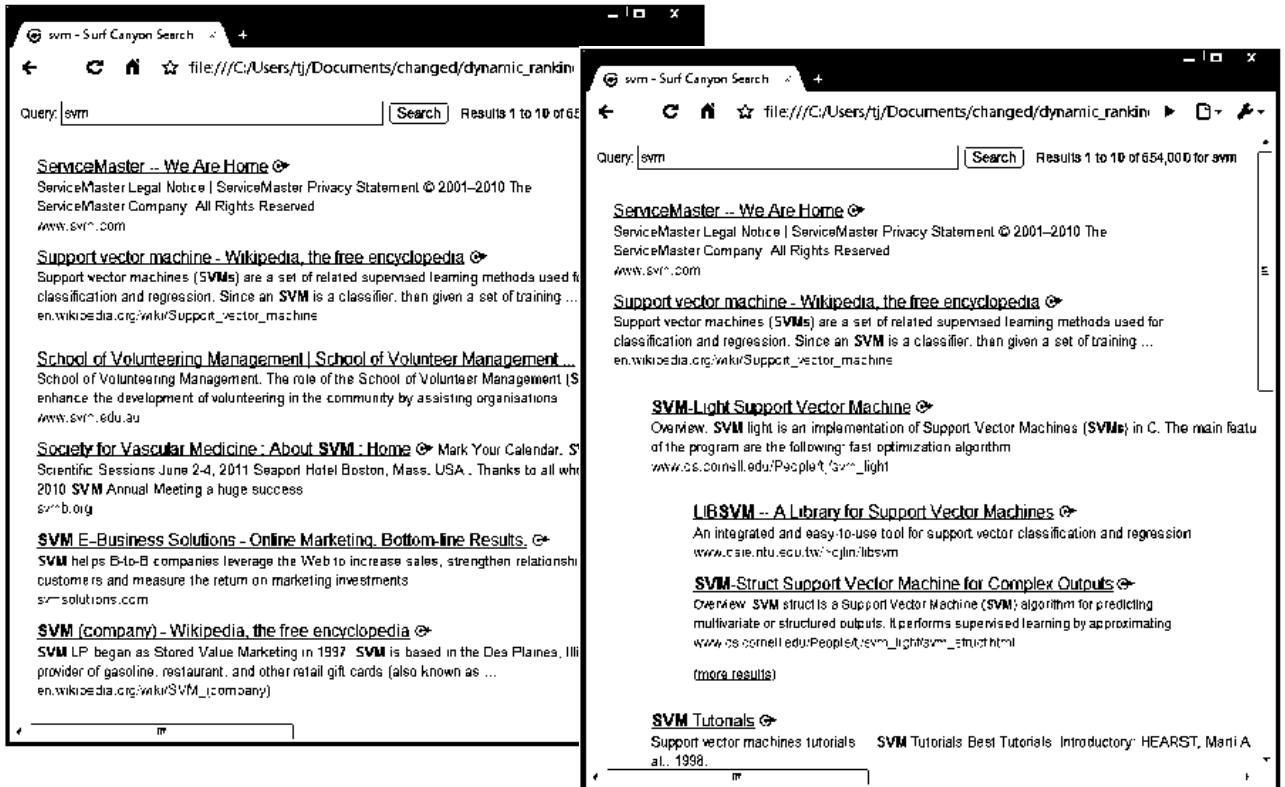 svm - Surf Canyon Search
file:///C:/Users/tj/Documents/changed/dynamic_rankin
Query: svm Search Results 1 to 10 of 65
ServiceMaster -- We Are Home
ServiceMaster Legal Notice | ServiceMaster Privacy Statement © 2001–2010 The
ServiceMaster Company All Rights Reserved
www.svm.com
Support vector machine - Wikipedia, the free encyclopedia
Support vector machines (SVMs) are a set of related supervised learning methods used fo
classification and regression. Since an SVM is a classifier, then given a set of training ...
en.wikipedia.org/wiki/Support_vector_machine
School of Volunteering Management | School of Volunteer Management ...
School of Volunteering Management. The role of the School of Volunteer Management (S
enhance the development of volunteering in the community by assisting organisations
www.svm.edu.au
Society for Vascular Medicine : About SVM : Home Mark Your Calendar. S
Scientific Sessions June 2-4, 2011 Seaport Hotel Boston, Mass. USA . Thanks to all who
2010 SVM Annual Meeting a huge success
svmb.org
SVM E-Business Solutions - Online Marketing. Bottom-line Results.
SVM helps B-to-B companies leverage the Web to increase sales, strengthen relationshi
customers and measure the return on marketing investments
svmsolutions.com
SVM (company) - Wikipedia, the free encyclopedia
SVM LP began as Stored Value Marketing in 1997 SVM is based in the Des Plaines, Illi
provider of gasoline, restaurant, and other retail gift cards (also known as ...
en.wikipedia.org/wiki/SVM_(company)
svm - Surf Canyon Search
file:///C:/Users/tj/Documents/changed/dynamic_rankin
Query: svm Search Results 1 to 10 of 654,000 for svm
ServiceMaster -- We Are Home
ServiceMaster Legal Notice | ServiceMaster Privacy Statement © 2001–2010 The
ServiceMaster Company All Rights Reserved
www.svm.com
Support vector machine - Wikipedia, the free encyclopedia
Support vector machines (SVMs) are a set of related supervised learning methods used for
classification and regression. Since an SVM is a classifier, then given a set of training ...
en.wikipedia.org/wiki/Support_vector_machine
SVM-Light Support Vector Machine
Overview. SVM light is an implementation of Support Vector Machines (SVMs) in C. The main featu
of the program are the following: fast optimization algorithm
www.cs.cornell.edu/People/tj/svm_light
LIBSVM -- A Library for Support Vector Machines
An integrated and easy-to-use tool for support vector classification and regression
www.csie.ntu.edu.tw/~cjlin/libsvm
SVM-Struct Support Vector Machine for Complex Outputs
Overview SVM struct is a Support Vector Machine (SVM) algorithm for predicting
multivariate or structured outputs. It performs supervised learning by approximating
www.cs.cornell.edu/People/tj/svm_light/svm_struct.html
(more results)
SVM Tutorials
Support vector machines tutorials SVM Tutorials Best Tutorials Introductory: HEARST, Marti A
al., 1998.